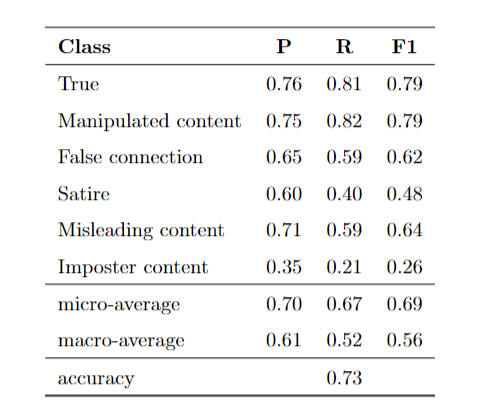 Class P R F1
True 0.76 0.81 0.79
Manipulated content 0.75 0.82 0.79
False connection 0.65 0.59 0.62
Satire 0.60 0.40 0.48
Misleading content 0.71 0.59 0.64
Imposter content 0.35 0.21 0.26
micro-average 0.70 0.67 0.69
macro-average 0.61 0.52 0.56
accuracy 0.73